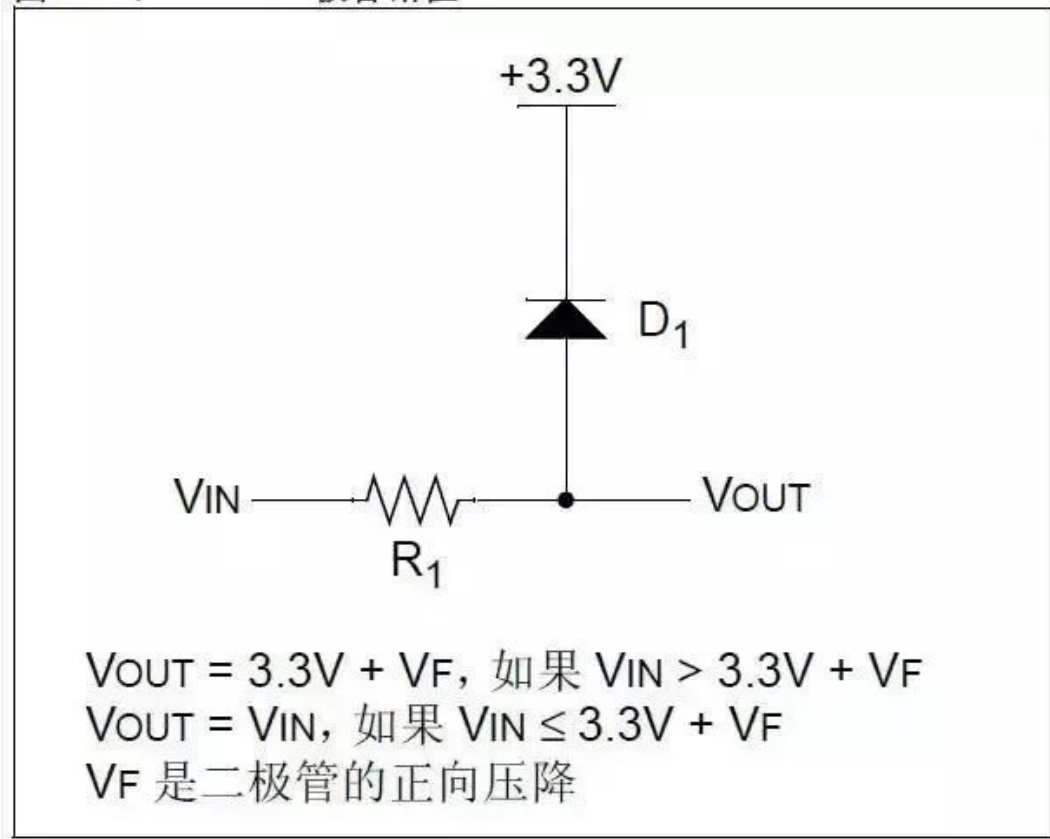 +3.3V
D1
VIN
VOUT
R1
VOUT = 3.3V + VF, 如果 VIN > 3.3V + VF
VOUT = VIN, 如果 VIN ≤ 3.3V + VF
VF 是二极管的正向压降